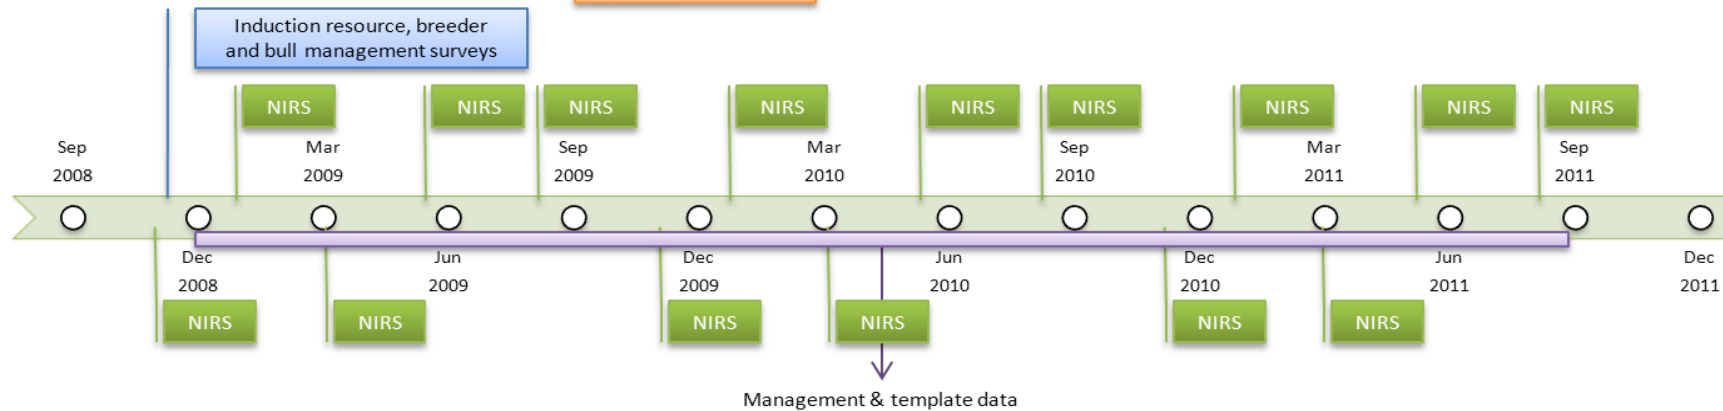 Induction resource, breeder
and bull management surveys
NIRS
NIRS
NIRS
NIRS
NIRS
NIRS
NIRS
NIRS
NIRS
Sep
2008
Mar
2009
Sep
2009
Mar
2010
Sep
2010
Mar
2011
Sep
2011
Dec
2008
Jun
2009
Dec
2009
Jun
2010
Dec
2010
Jun
2011
Dec
2011
NIRS
NIRS
NIRS
NIRS
NIRS
NIRS
Management & template data